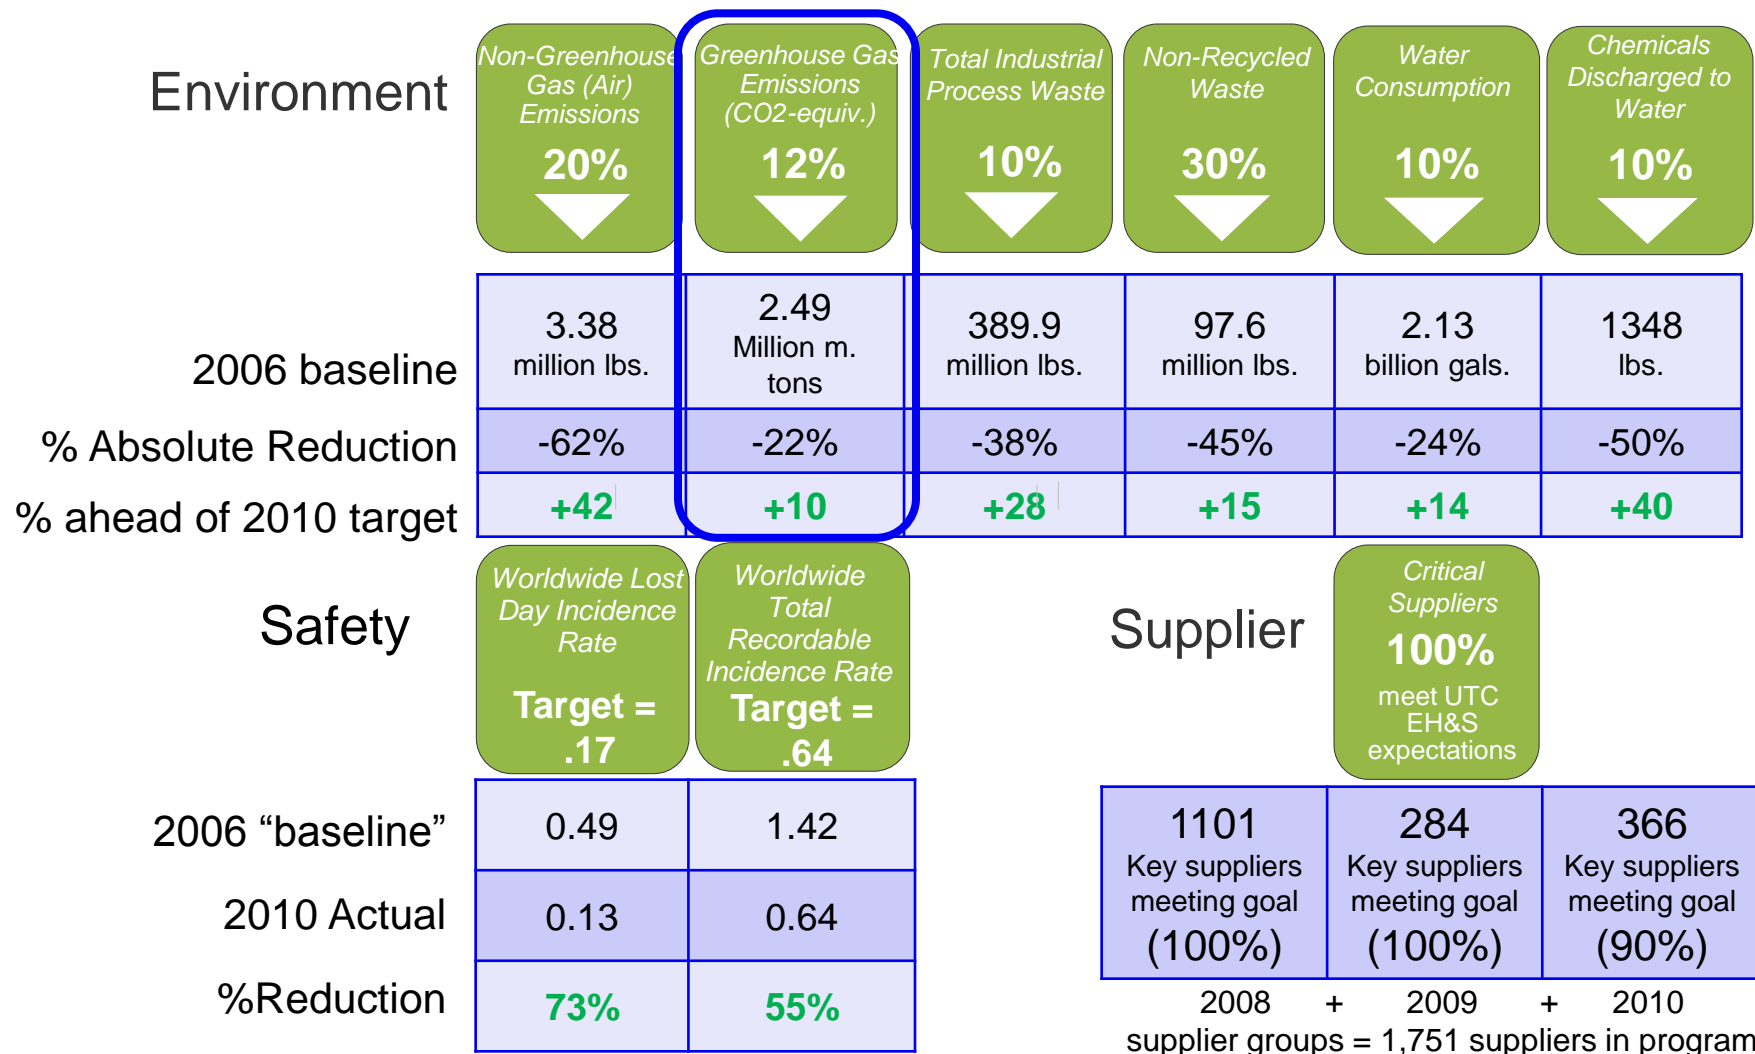 Environment
Non-Greenhouse
Gas (Air)
Emissions
20%
Greenhouse Gas
Emissions
(CO2-equiv.)
12%
Total Industrial
Process Waste
10%
Non-Recycled
Waste
30%
Water
Consumption
10%
Chemicals
Discharged to
Water
10%
2006 baseline
3.38
million lbs.
2.49
Million m.
tons
389.9
million lbs.
97.6
million lbs.
2.13
billion gals.
1348
lbs.
% Absolute Reduction
-62%
-22%
-38%
-45%
-24%
-50%
% ahead of 2010 target
+42
+10
+28
+15
+14
+40
Safety
Worldwide Lost
Day Incidence
Rate
Target =
.17
Worldwide
Total
Recordable
Incidence Rate
Target =
.64
2006 “baseline”
0.49
1.42
2010 Actual
0.13
0.64
%Reduction
73%
55%
Supplier
Critical
Suppliers
100%
meet UTC
EH&S
expectations
1101
Key suppliers
meeting goal
(100%)
284
Key suppliers
meeting goal
(100%)
366
Key suppliers
meeting goal
(90%)
2008 + 2009 + 2010
supplier groups = 1,751 suppliers in program